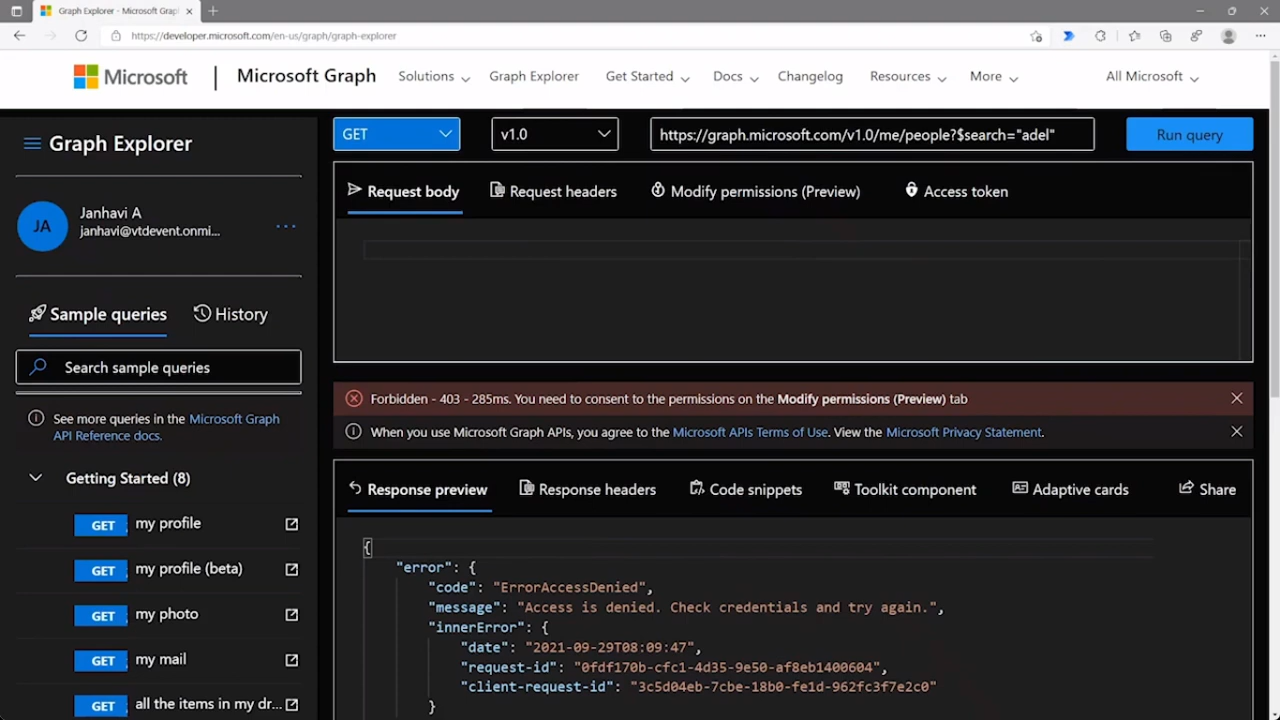 Graph Explorer - Microsoft Grap
https://developer.microsoft.com/en-us/graph/graph-explorer
Microsoft
Microsoft Graph
Solutions
Graph Explorer
Get Started
Docs
Changelog
Resources
More
All Microsoft
Graph Explorer
JA
Janhavi A
janhavi@vtdevent.onmi...
Sample queries
History
Search sample queries
See more queries in the Microsoft Graph
API Reference docs.
Getting Started (8)
GET my profile
GET my profile (beta)
GET my photo
GET my mail
GET all the items in my dr...
GET
v1.0
https://graph.microsoft.com/v1.0/me/people?$search="adel"
Run query
Request body
Request headers
Modify permissions (Preview)
Access token
Forbidden - 403 - 285ms. You need to consent to the permissions on the Modify permissions (Preview) tab
When you use Microsoft Graph APIs, you agree to the Microsoft APIs Terms of Use. View the Microsoft Privacy Statement.
Response preview
Response headers
Code snippets
Toolkit component
Adaptive cards
Share
{
"error": {
"code": "ErrorAccessDenied",
"message": "Access is denied. Check credentials and try again.",
"innerError": {
"date": "2021-09-29T08:09:47",
"request-id": "0fdf170b-cfc1-4d35-9e50-af8eb1400604",
"client-request-id": "3c5d04eb-7cbe-18b0-fe1d-962fc3f7e2c0"
}